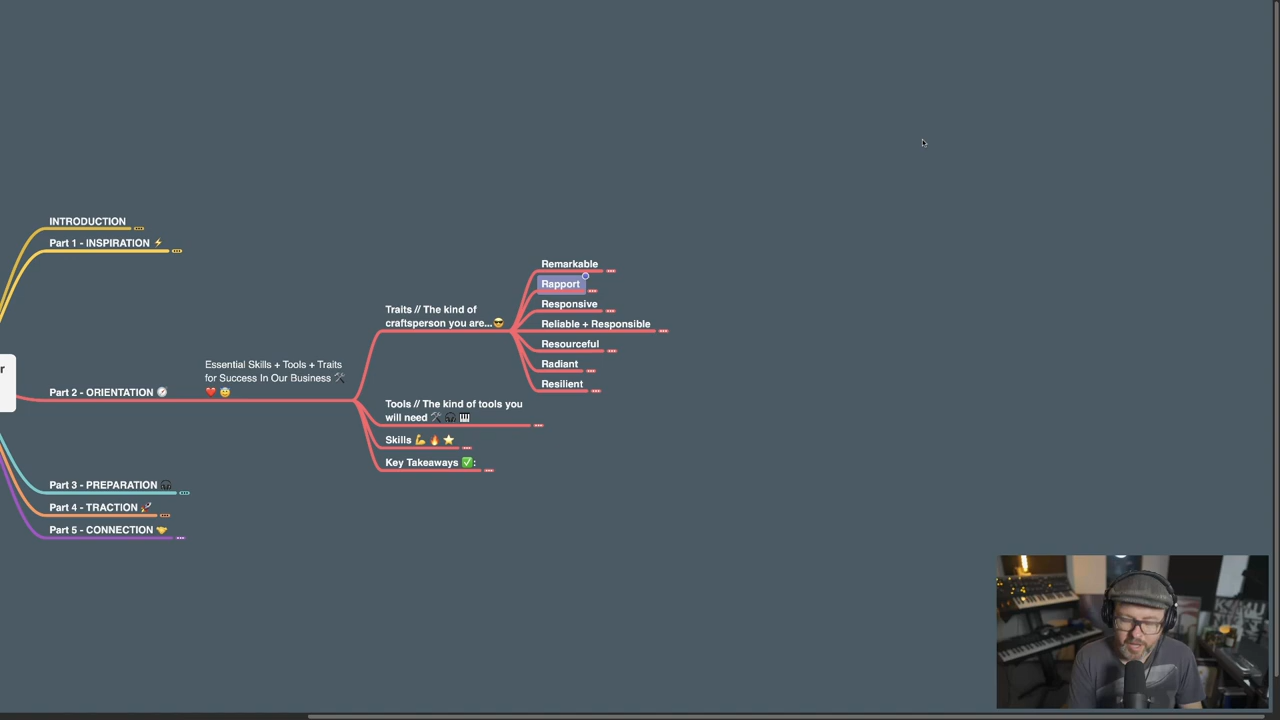 INTRODUCTION
Part 1 - INSPIRATION ⚡
r
Part 2 - ORIENTATION 🧭
Essential Skills + Tools + Traits
for Success In Our Business 🛠
❤️ 😇
Traits // The kind of
craftsperson you are...😎
Remarkable
Rapport
Responsive
Reliable + Responsible
Resourceful
Radiant
Resilient
Tools // The kind of tools you
will need 🛠 🎧 🎹
Skills 💪 🔥 ⭐
Key Takeaways ✅:
Part 3 - PREPARATION 🎧
Part 4 - TRACTION 🚀
Part 5 - CONNECTION 🤝